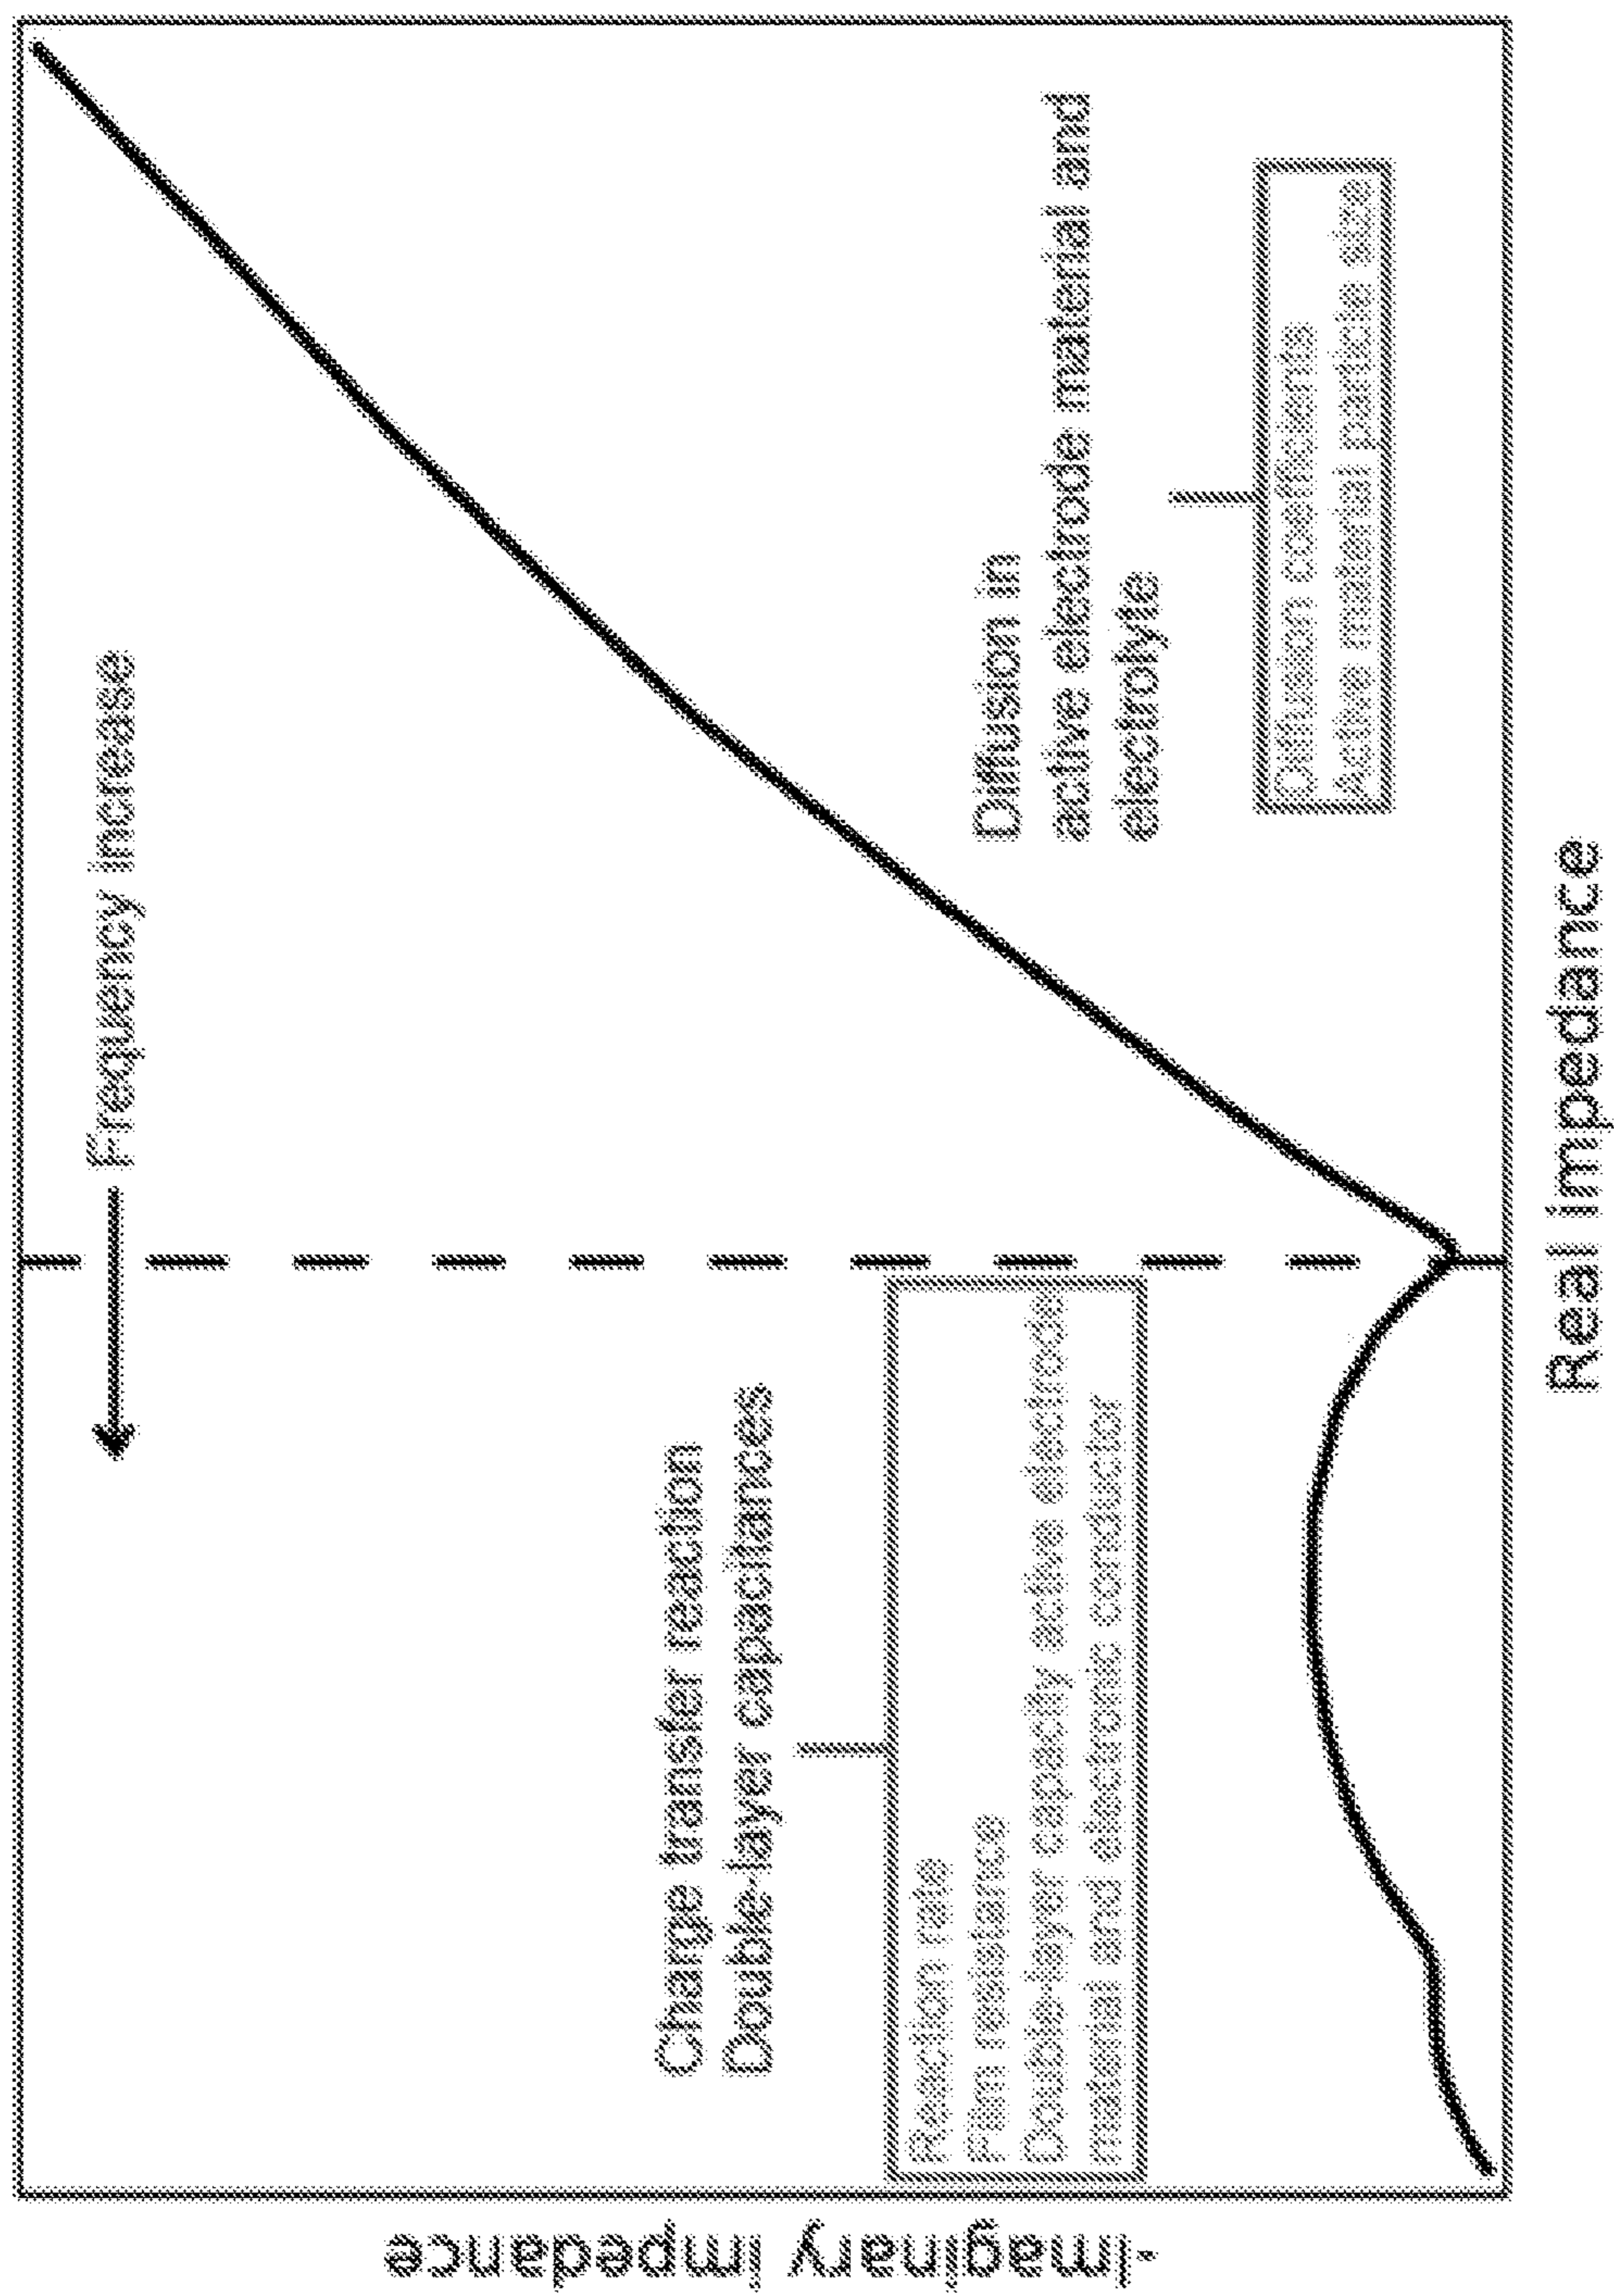 -Imaginary impedance
Frequency increase
Charge transfer reaction
Double-layer capacitances
Reaction rate
Film resistance
Double-layer capacity active electrode
material and electronic conductor
Diffusion in
active electrode material and
electrolyte
Diffusion coefficients
Active material particle size
Real impedance